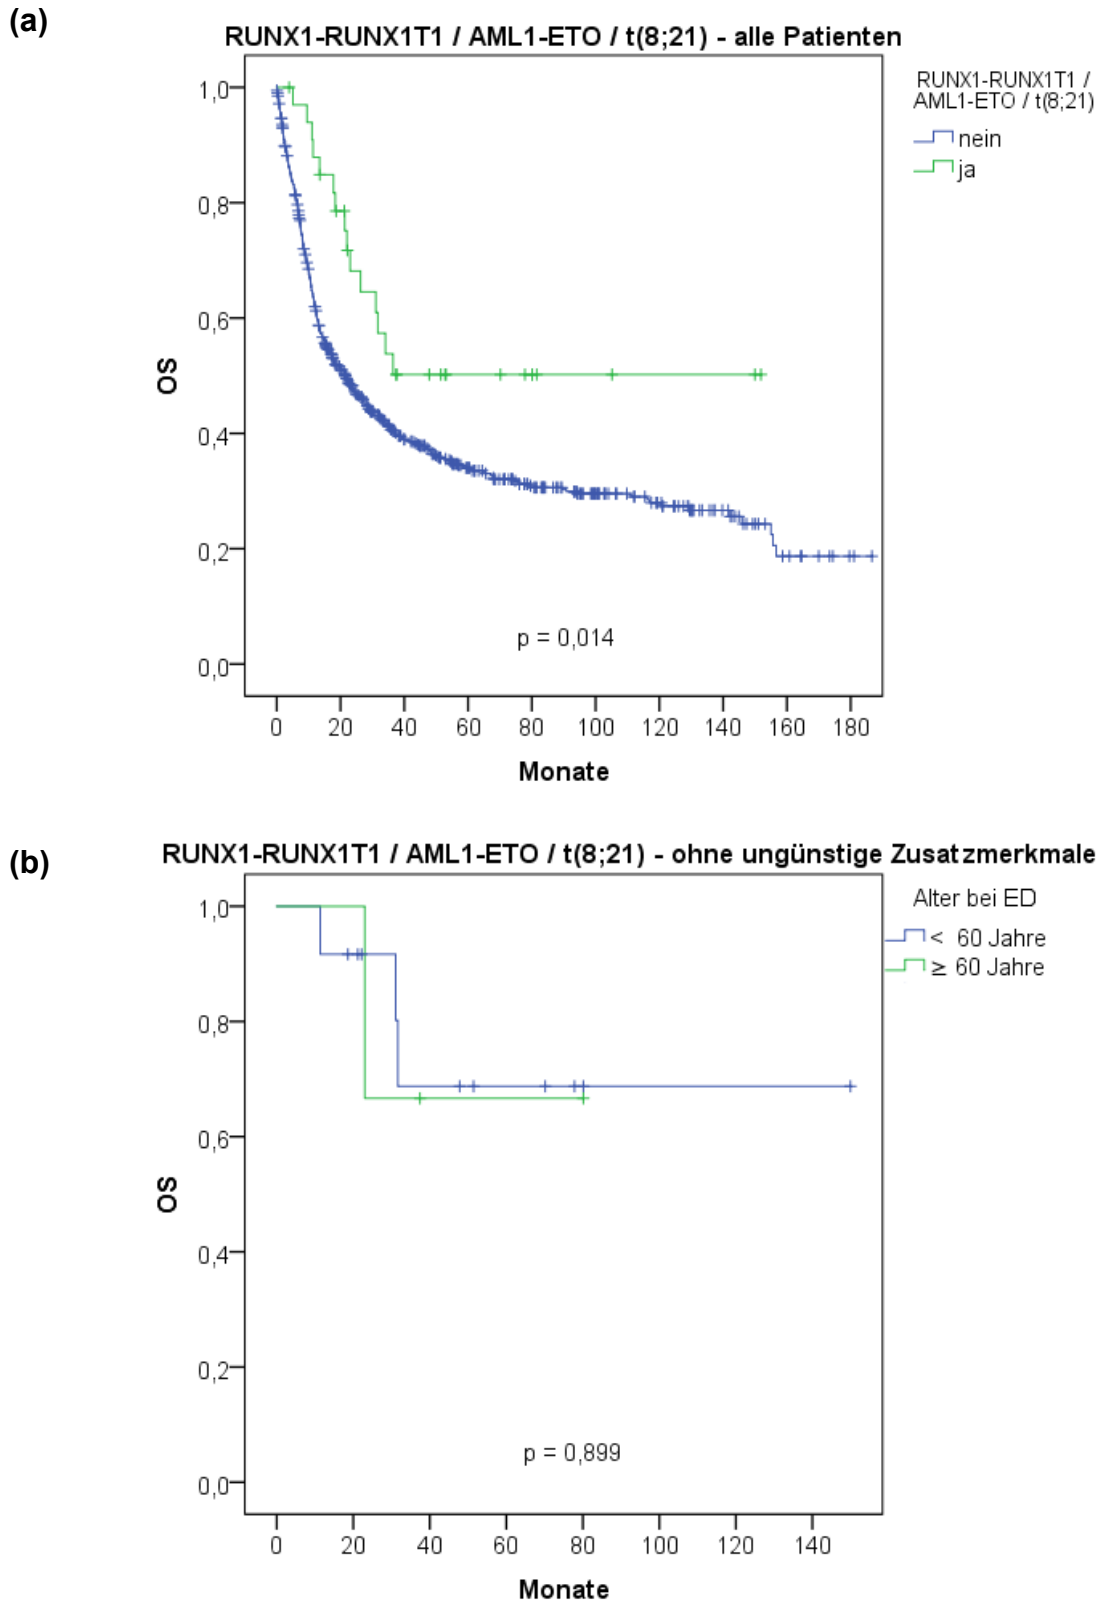 (a)
RUNX1-RUNX1T1 / AML1-ETO / t(8;21) - alle Patienten
RUNX1-RUNX1T1 /
AML1-ETO / t(8;21)
nein
ja
1,0
0,8
0,6
0,4
0,2
0,0
OS
p = 0,014
0 20 40 60 80 100 120 140 160 180
Monate
(b)
RUNX1-RUNX1T1 / AML1-ETO / t(8;21) - ohne ungünstige Zusatzmerkmale
Alter bei ED
< 60 Jahre
≥ 60 Jahre
1,0
0,8
0,6
0,4
0,2
0,0
OS
p = 0,899
0 20 40 60 80 100 120 140
Monate